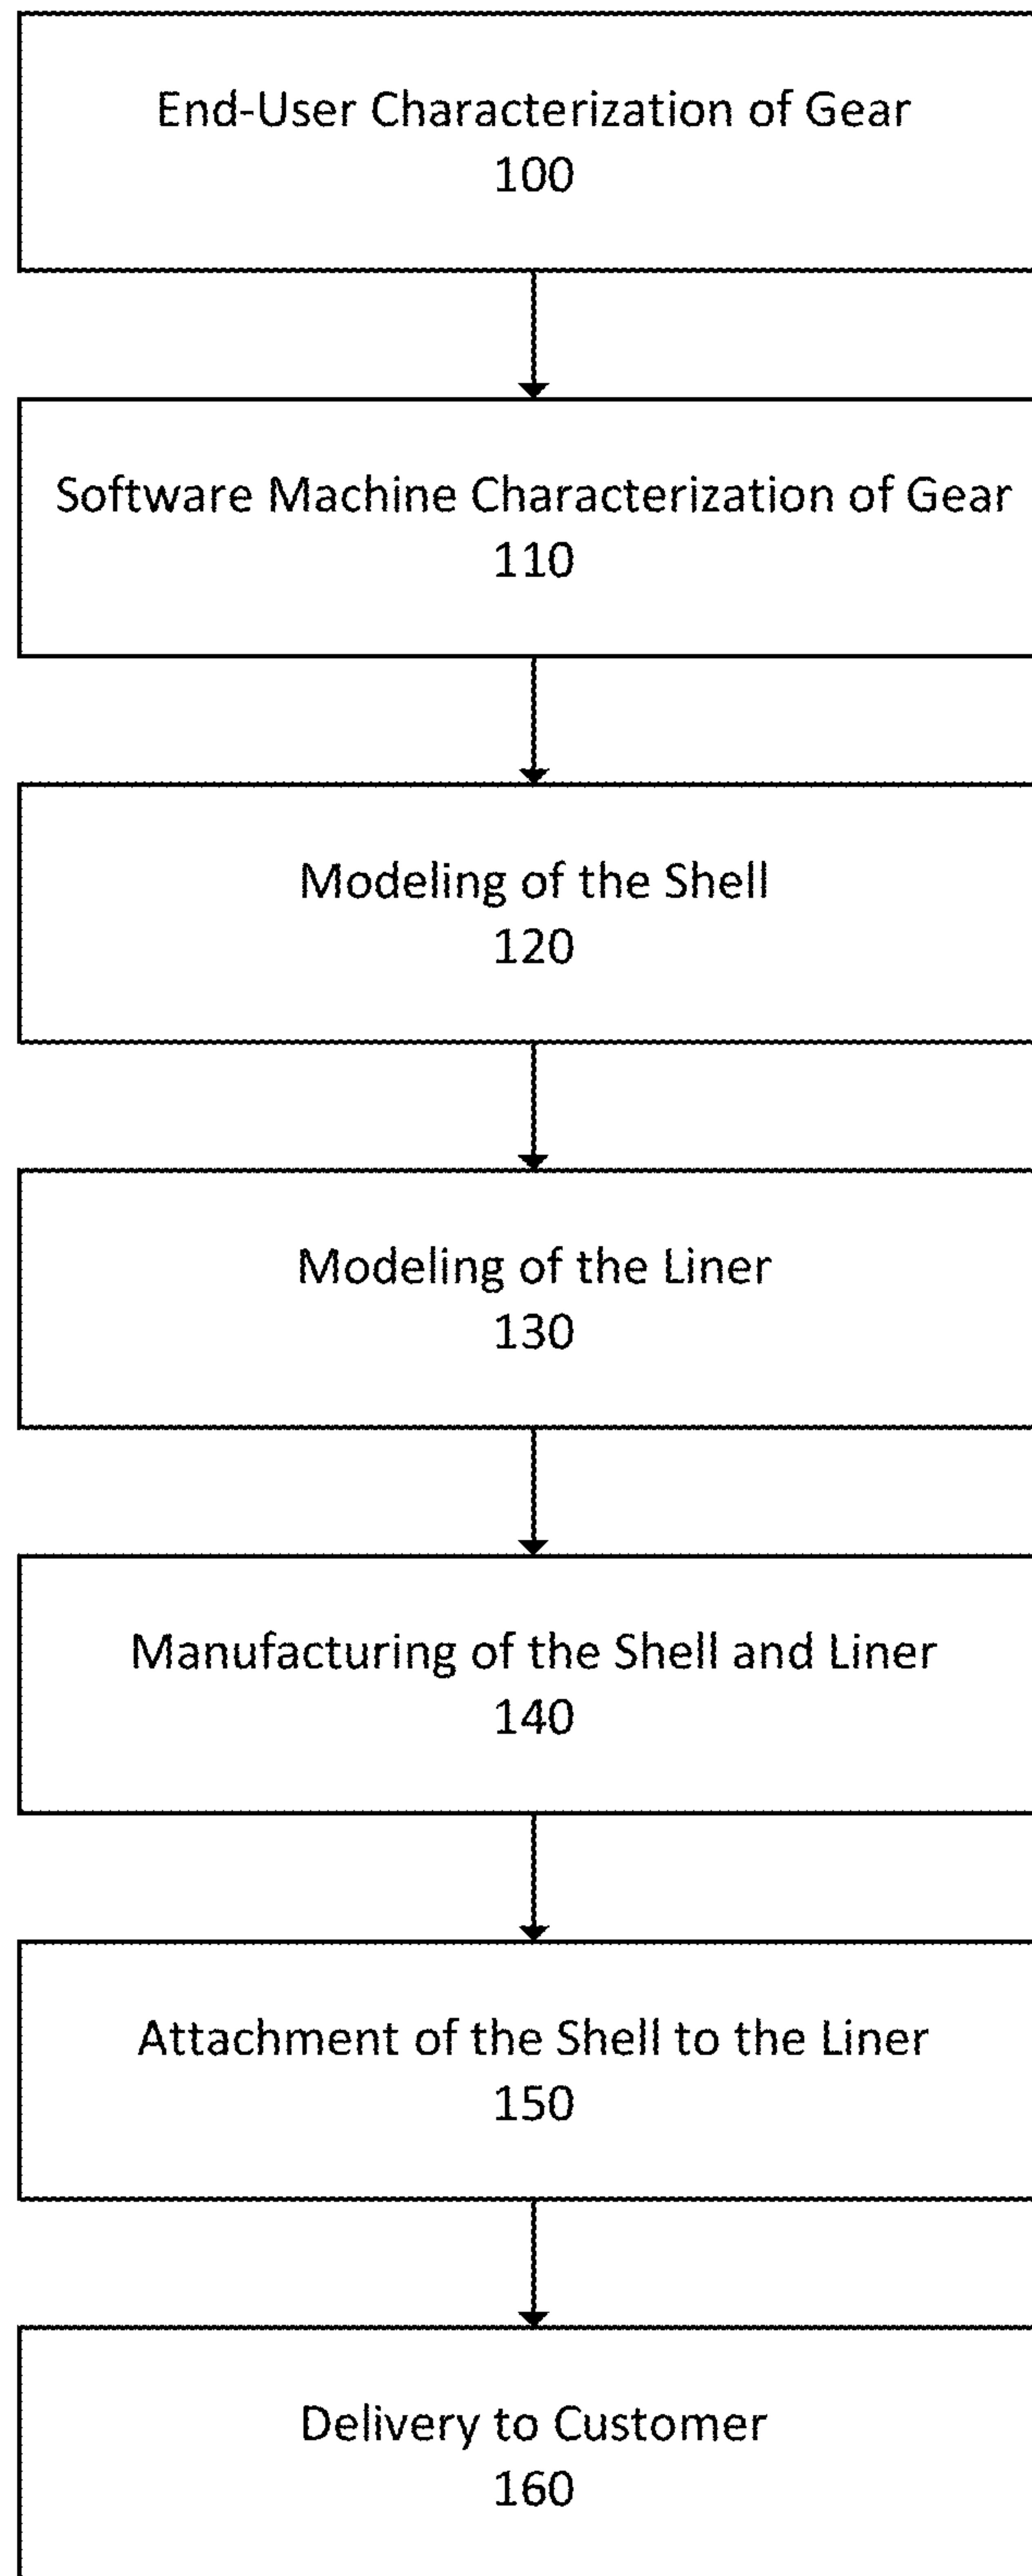 End-User Characterization of Gear
100
Software Machine Characterization of Gear
110
Modeling of the Shell
120
Modeling of the Liner
130
Manufacturing of the Shell and Liner
140
Attachment of the Shell to the Liner
150
Delivery to Customer
160